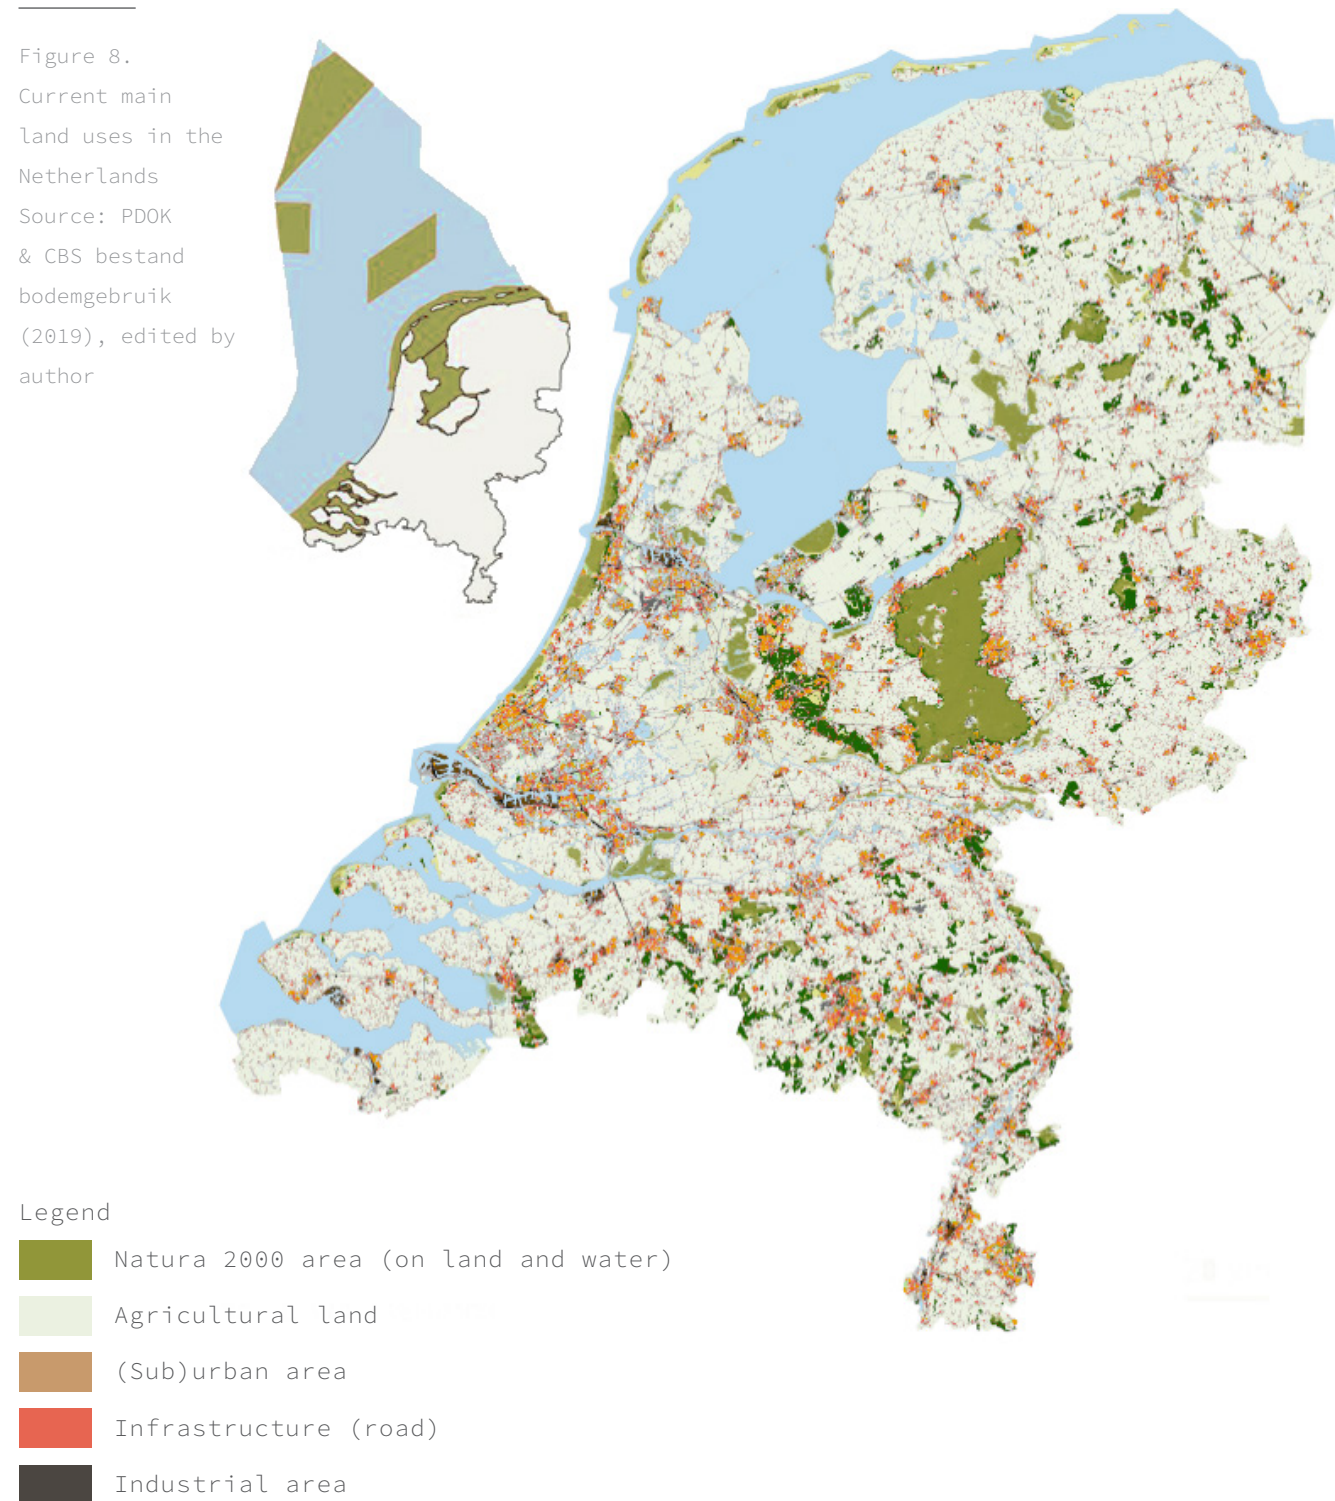 Figure 8.
Current main
land uses in the
Netherlands
Source: PDOK
& CBS bestand
bodemgebruik
(2019), edited by
author
Legend
Natura 2000 area (on land and water)
Agricultural land
(Sub)urban area
Infrastructure (road)
Industrial area